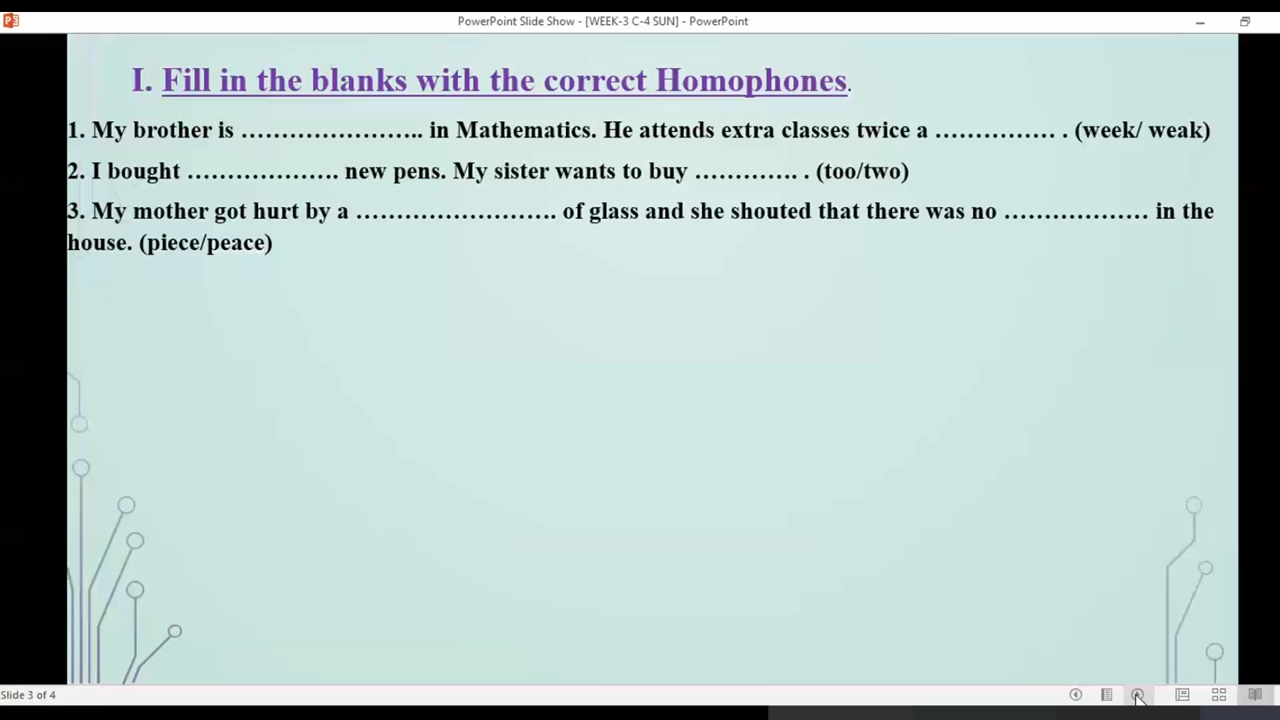 PowerPoint Slide Show - [WEEK-3 C-4 SUN] - PowerPoint
I. Fill in the blanks with the correct Homophones.
1. My brother is ………………….. in Mathematics. He attends extra classes twice a …………… . (week/ weak)
2. I bought ………………. new pens. My sister wants to buy …………. . (too/two)
3. My mother got hurt by a ……………………. of glass and she shouted that there was no ……………… in the
house. (piece/peace)
Slide 3 of 4